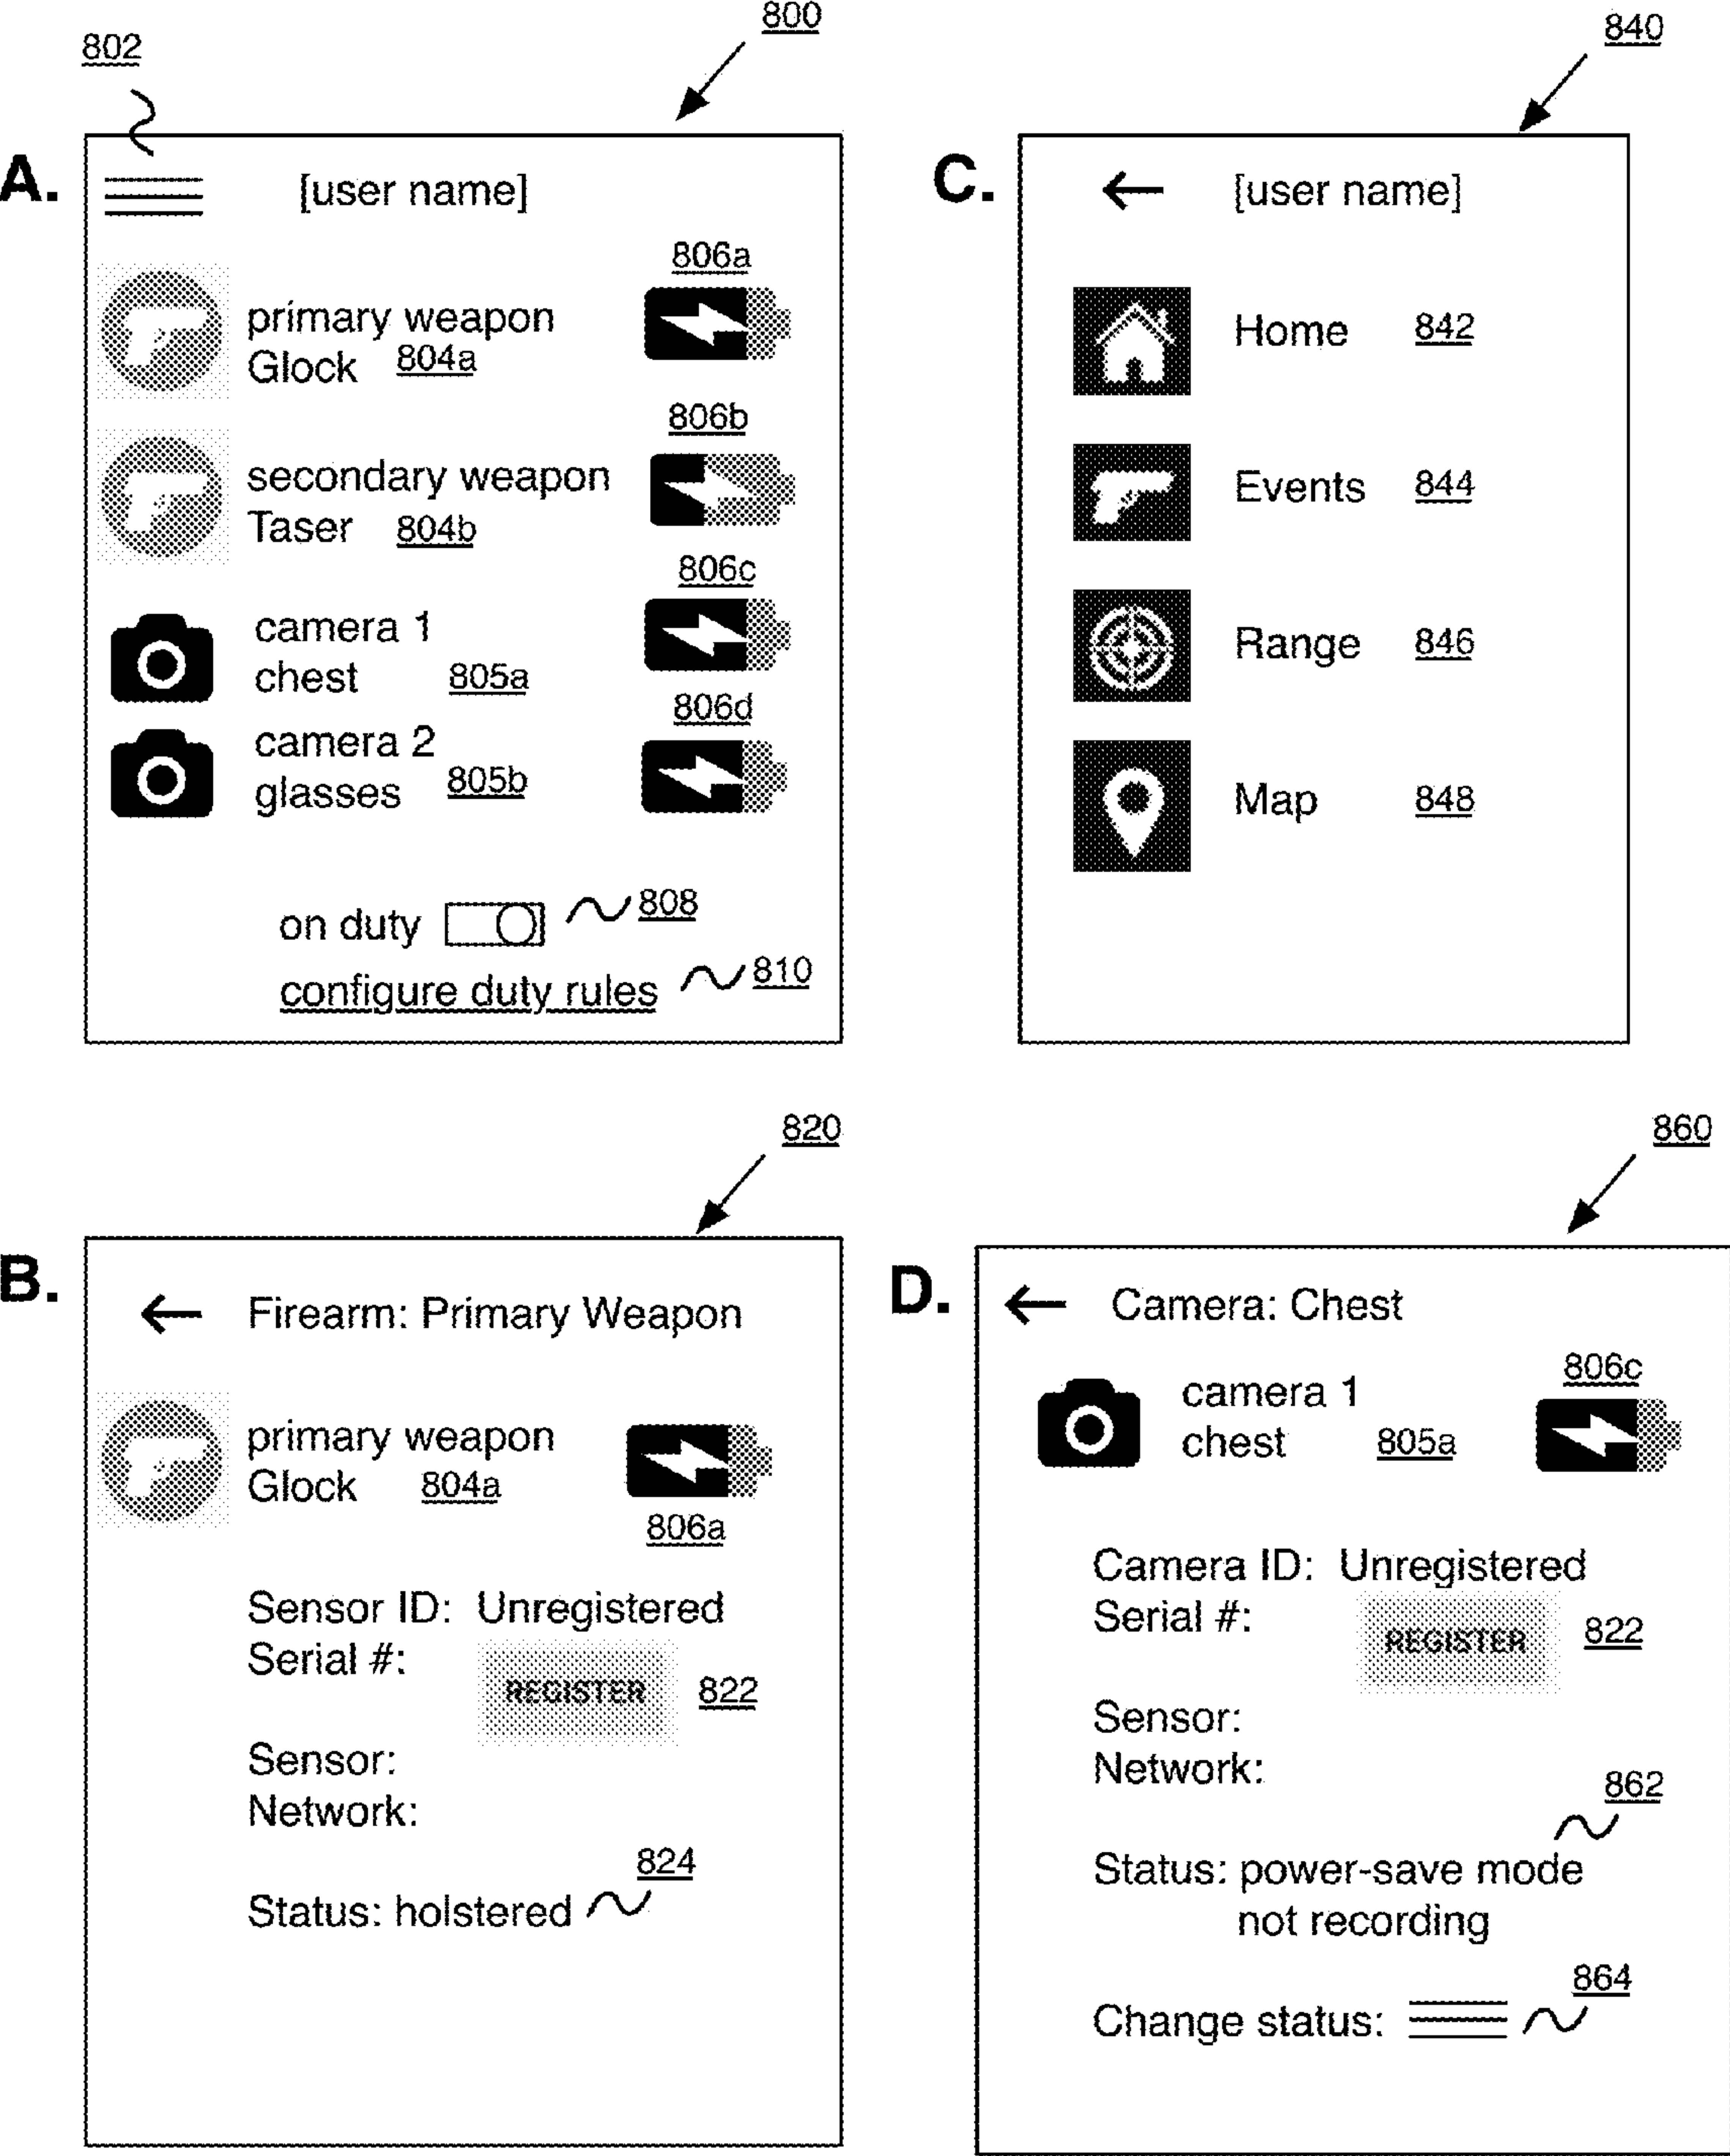 800
802
A.
[user name]
806a
primary weapon
Glock 804a
806b
secondary weapon
Taser 804b
806c
camera 1
chest 805a
806d
camera 2
glasses 805b
on duty 808
configure duty rules 810
840
C.
[user name]
Home 842
Events 844
Range 846
Map 848
820
B.
Firearm: Primary Weapon
primary weapon
Glock 804a
806a
Sensor ID: Unregistered
Serial #:
REGISTER 822
Sensor:
Network:
824
Status: holstered
860
D.
Camera: Chest
806c
camera 1
chest 805a
Camera ID: Unregistered
Serial #:
REGISTER 822
Sensor:
Network:
862
Status: power-save mode
not recording
864
Change status: